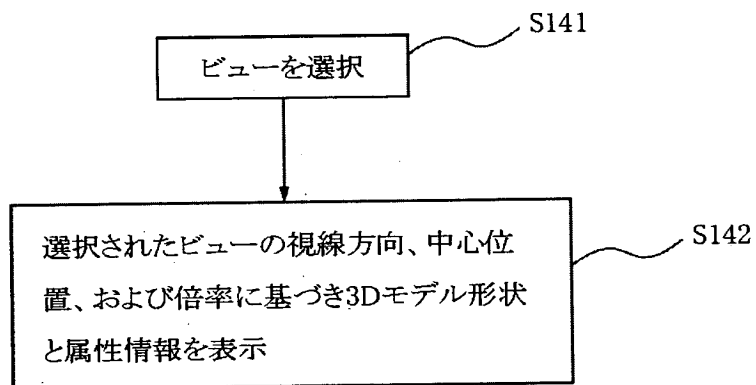 S141
ビューを選択
選択されたビューの視線方向、中心位
置、および倍率に基づき3Dモデル形状
と属性情報を表示
S142